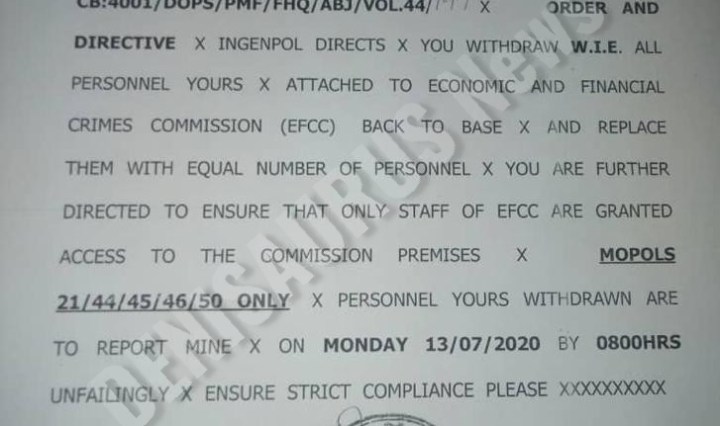 CB:4001/DOPS/PMF/FHQ/ABJ/VOL.44/ X ORDER AND
DIRECTIVE X INGENPOL DIRECTS X YOU WITHDRAW W.I.E. ALL
PERSONNEL YOURS X ATTACHED TO ECONOMIC AND FINANCIAL
CRIMES COMMISSION (EFCC) BACK TO BASE X AND REPLACE
THEM WITH EQUAL NUMBER OF PERSONNEL X YOU ARE FURTHER
DIRECTED TO ENSURE THAT ONLY STAFF OF EFCC ARE GRANTED
ACCESS TO THE COMMISSION PREMISES X MOPOLS
21/44/45/46/50 ONLY X PERSONNEL YOURS WITHDRAWN ARE
TO REPORT MINE X ON MONDAY 13/07/2020 BY 0800HRS
UNFAILINGLY X ENSURE STRICT COMPLIANCE PLEASE XXXXXXXXXX
DENISAURUS News